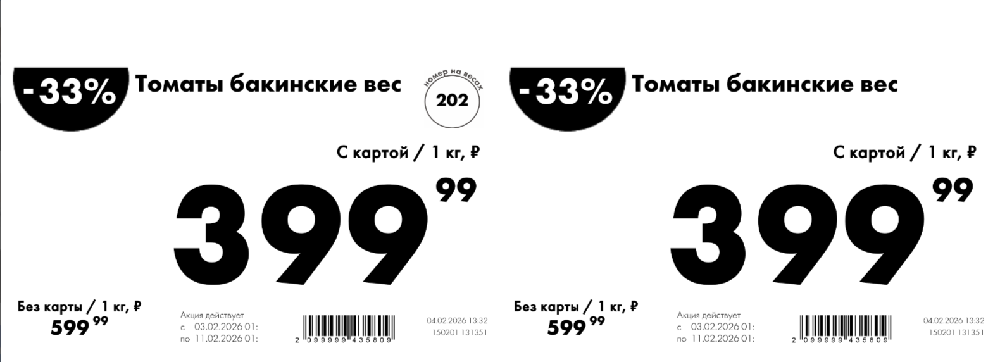 -33%
Томаты бакинские вес
номер на весах
202
С картой / 1 кг, ₽
399 99
Без карты / 1 кг, ₽
599 99
Акция действует
с 03.02.2026 01:
по 11.02.2026 01:
2 099999 435809
04.02.2026 13:32
150201 131351
-33%
Томаты бакинские вес
С картой / 1 кг, ₽
399 99
Без карты / 1 кг, ₽
599 99
Акция действует
с 03.02.2026 01:
по 11.02.2026 01:
2 099999 435809
04.02.2026 13:32
150201 131351